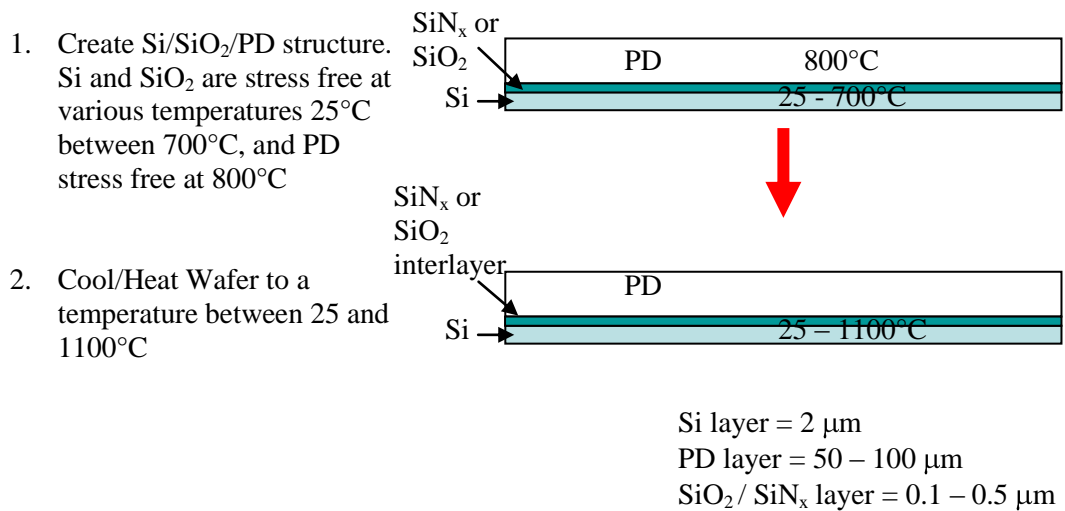 1. Create Si/SiO₂/PD structure.
Si and SiO₂ are stress free at
various temperatures 25°C
between 700°C, and PD
stress free at 800°C
SiNₓ or
SiO₂
Si
PD 800°C
25 - 700°C
2. Cool/Heat Wafer to a
temperature between 25 and
1100°C
SiNₓ or
SiO₂
interlayer
Si
PD
25 – 1100°C
Si layer = 2 μm
PD layer = 50 – 100 μm
SiO₂ / SiNₓ layer = 0.1 – 0.5 μm